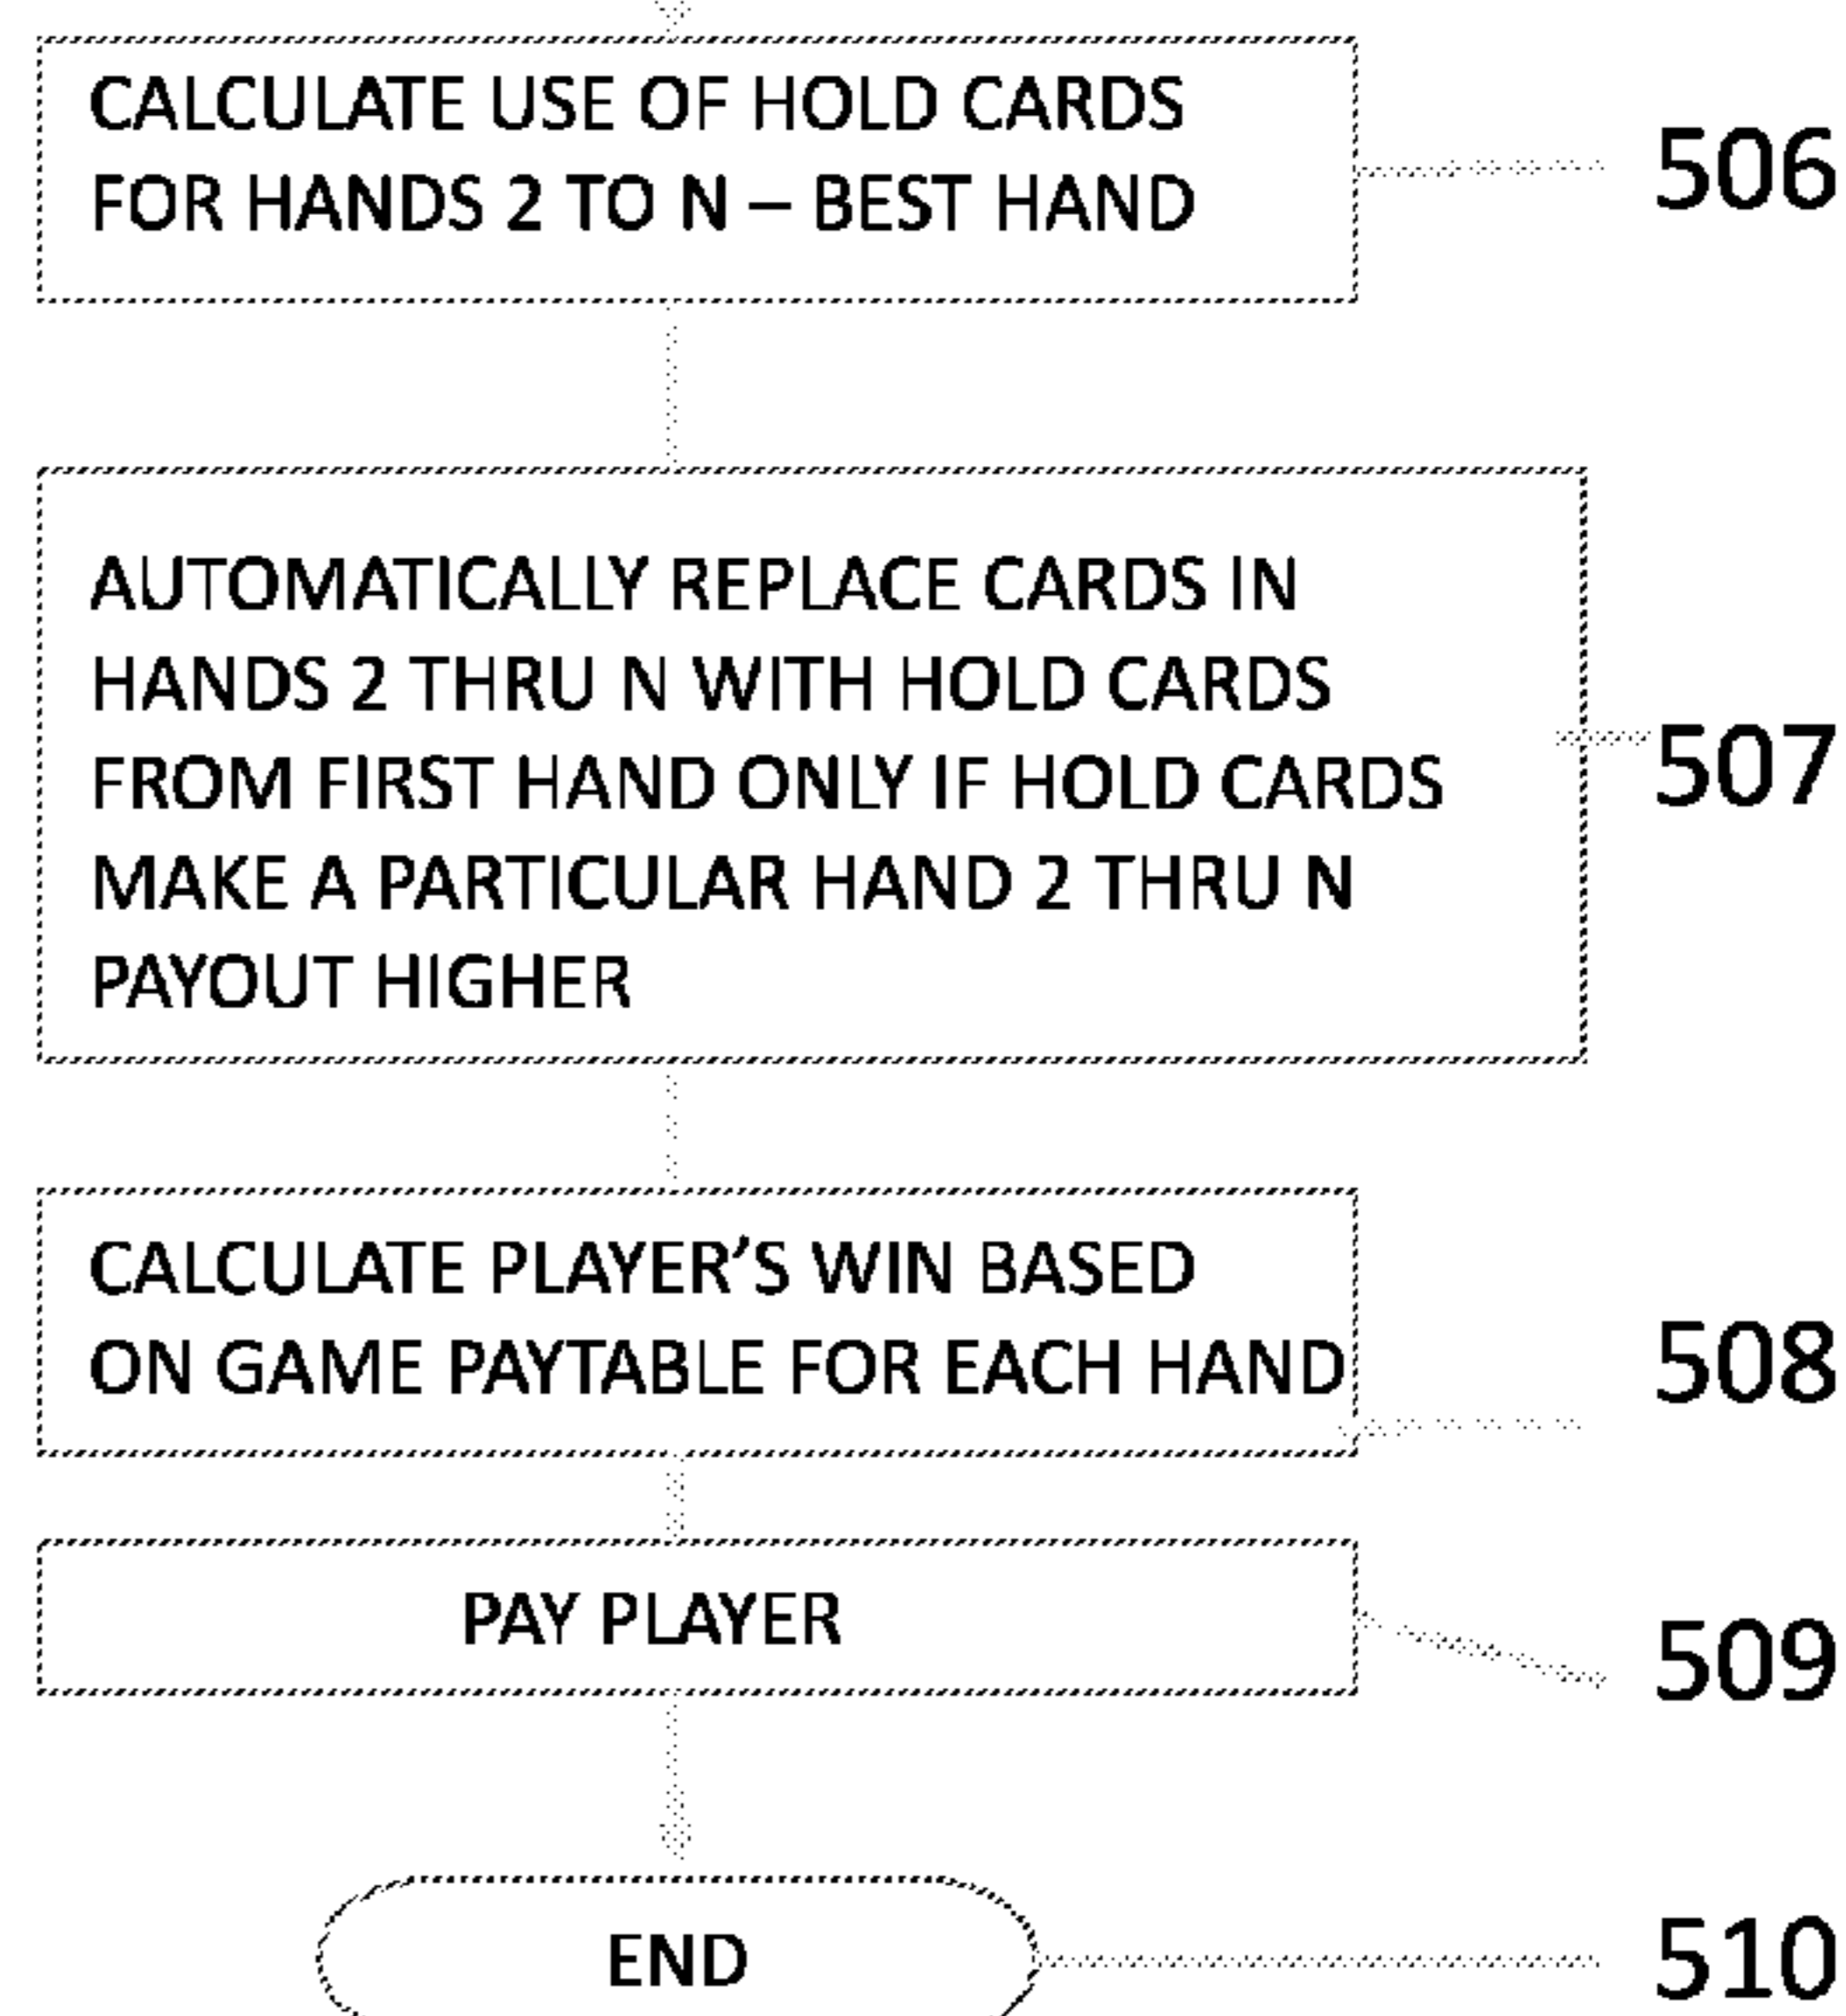 CALCULATE USE OF HOLD CARDS
FOR HANDS 2 TO N – BEST HAND
506
AUTOMATICALLY REPLACE CARDS IN
HANDS 2 THRU N WITH HOLD CARDS
FROM FIRST HAND ONLY IF HOLD CARDS
MAKE A PARTICULAR HAND 2 THRU N
PAYOUT HIGHER
507
CALCULATE PLAYER’S WIN BASED
ON GAME PAYTABLE FOR EACH HAND
508
PAY PLAYER
509
END
510